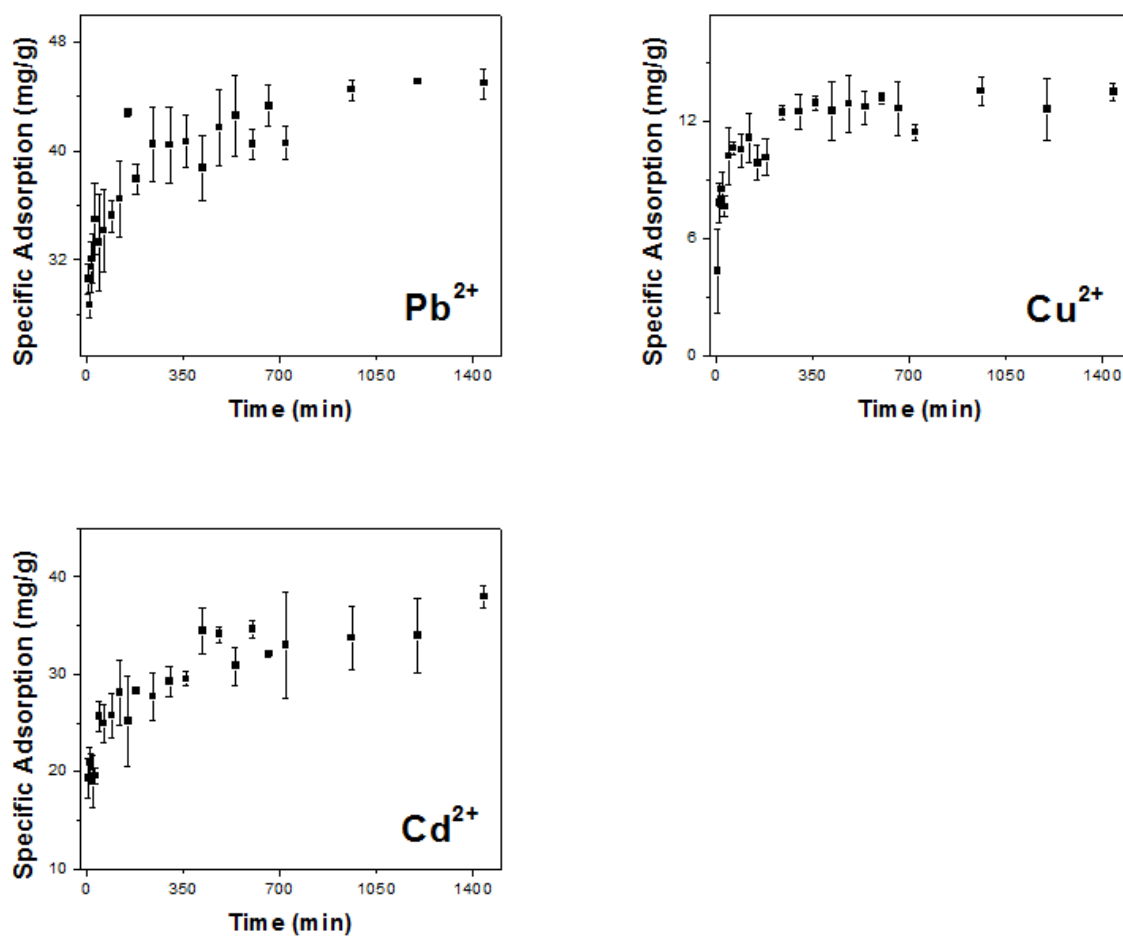 Specific Adsorption (mg/g)
48
40
32
Pb2+
0 350 700 1050 1400
Time (min)
Specific Adsorption (mg/g)
12
6
0
Cu2+
0 350 700 1050 1400
Time (min)
Specific Adsorption (mg/g)
40
30
20
10
Cd2+
0 350 700 1050 1400
Time (min)